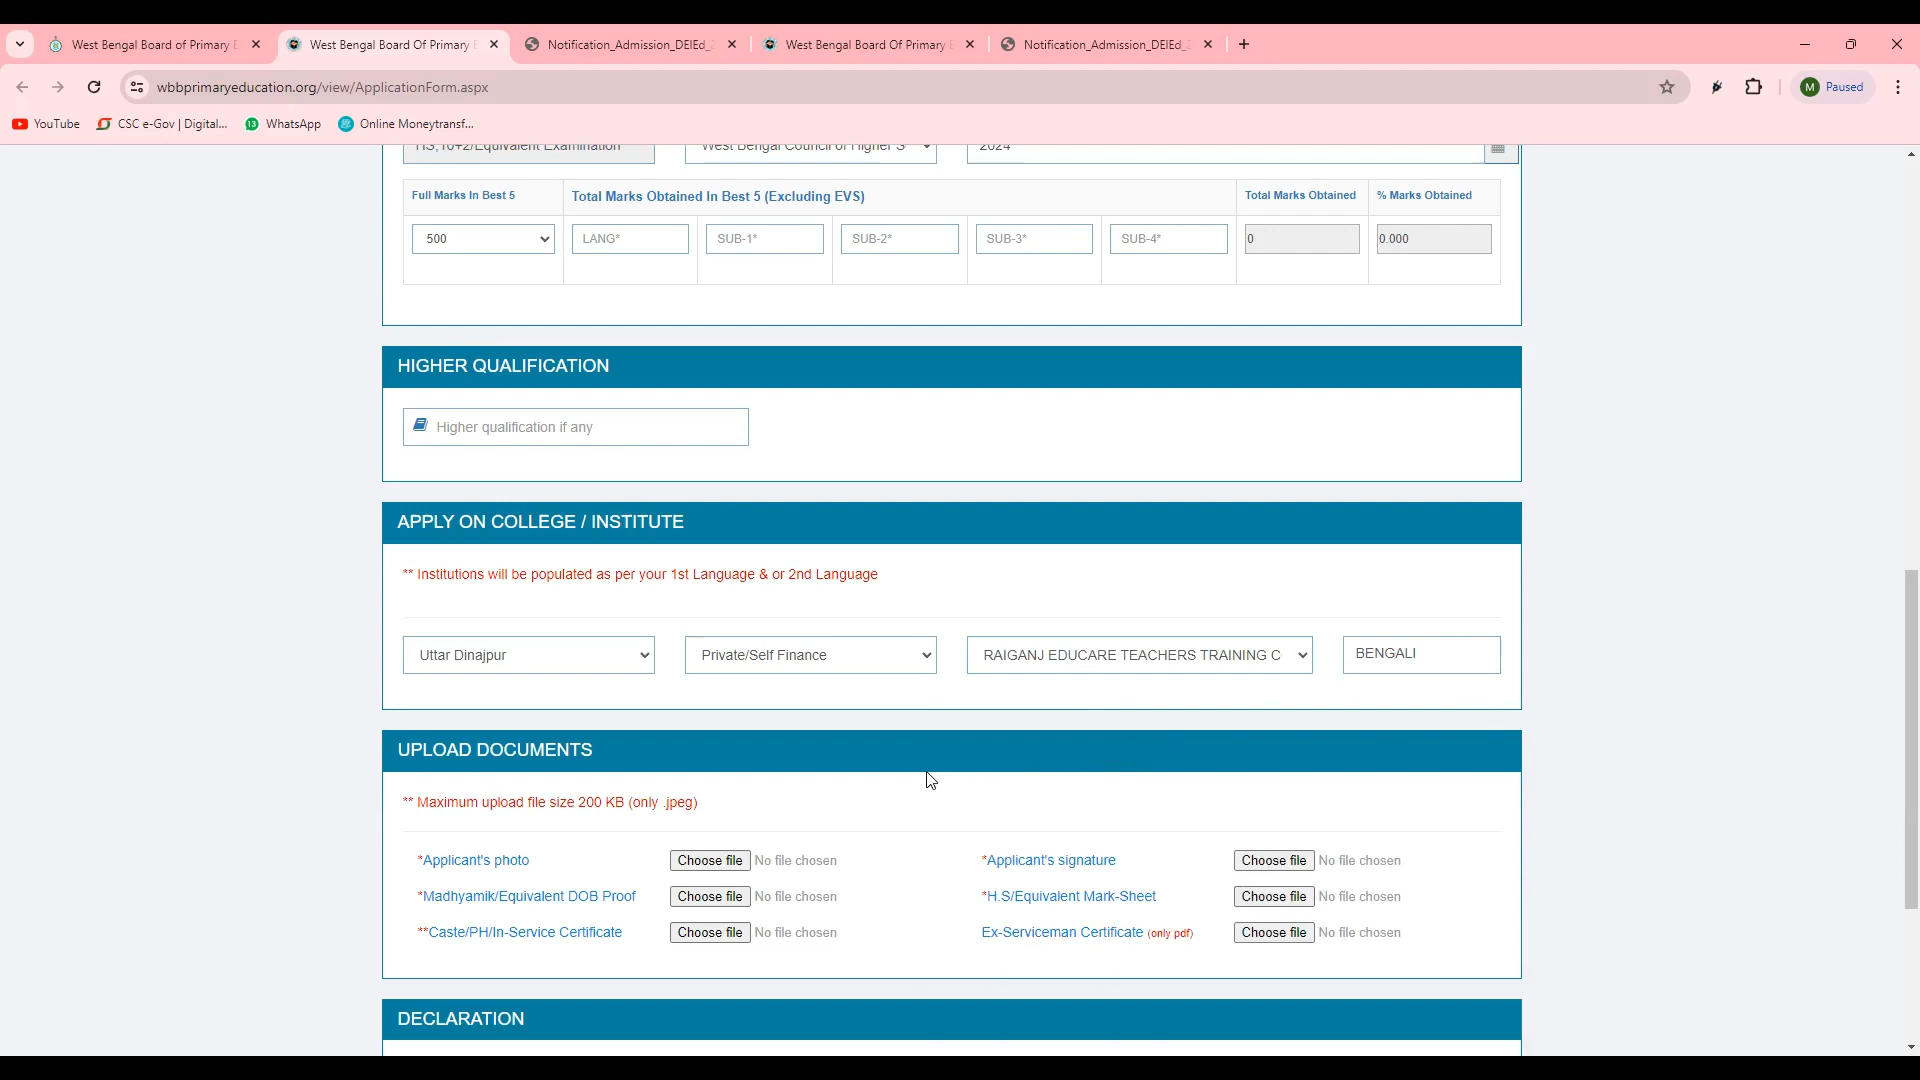 West Bengal Board of Primary E
West Bengal Board Of Primary E
Notification_Admission_DElEd_2
West Bengal Board Of Primary E
Notification_Admission_DElEd_2
wbbprimaryeducation.org/view/ApplicationForm.aspx
M Paused
YouTube
CSC e-Gov | Digital...
13 WhatsApp
Online Moneytransf...
HS,10+2/Equivalent Examination
West Bengal Council of Higher S
2024
Full Marks In Best 5
Total Marks Obtained In Best 5 (Excluding EVS)
Total Marks Obtained
% Marks Obtained
500
LANG*
SUB-1*
SUB-2*
SUB-3*
SUB-4*
0
0.000
HIGHER QUALIFICATION
Higher qualification if any
APPLY ON COLLEGE / INSTITUTE
** Institutions will be populated as per your 1st Language & or 2nd Language
Uttar Dinajpur
Private/Self Finance
RAIGANJ EDUCARE TEACHERS TRAINING C
BENGALI
UPLOAD DOCUMENTS
** Maximum upload file size 200 KB (only .jpeg)
*Applicant's photo
Choose file No file chosen
*Applicant's signature
Choose file No file chosen
*Madhyamik/Equivalent DOB Proof
Choose file No file chosen
*H.S/Equivalent Mark-Sheet
Choose file No file chosen
**Caste/PH/In-Service Certificate
Choose file No file chosen
Ex-Serviceman Certificate (only pdf)
Choose file No file chosen
DECLARATION